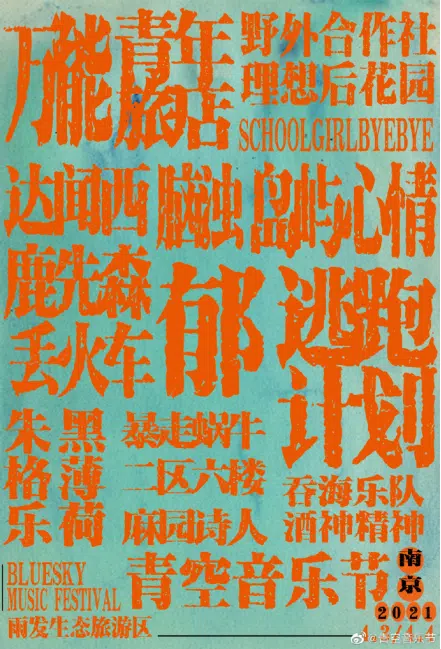 万能青年旅店
野外合作社
理想后花园
SCHOOLGIRLBYEBYE
达闻西
脑浊
岛屿心情
鹿先森
丢火车
郁
逃跑计划
朱格乐
黑薄荷
暴走蜗牛
二区六楼
麻园诗人
吞海乐队
酒神精神
BLUESKY
MUSIC FESTIVAL
青空音乐节
南京
2021
4.3/4.4
雨发生态旅游区
@青空音乐节